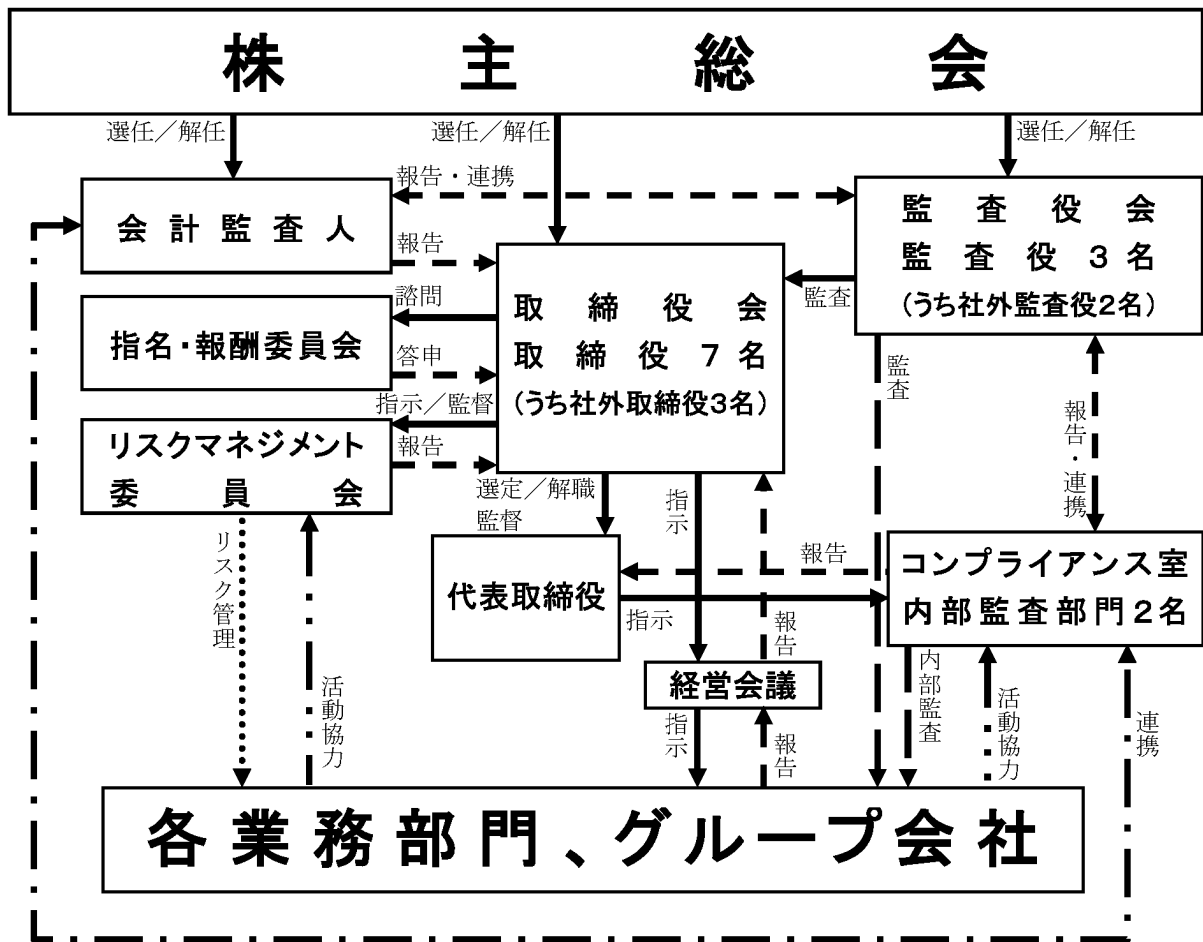 株主総会
選任／解任
選任／解任
選任／解任
報告・連携
会計監査人
監査役会
監査役3名
(うち社外監査役2名)
報告
監査
取締役会
取締役7名
(うち社外取締役3名)
諮問
指名・報酬委員会
答申
監査
指示／監督
リスクマネジメント
委員会
報告
報告・連携
選定／解職
監督
指示
リスク管理
代表取締役
報告
コンプライアンス室
内部監査部門2名
指示
報告
経営会議
内部監査
活動協力
活動協力
連携
指示
報告
各業務部門、グループ会社